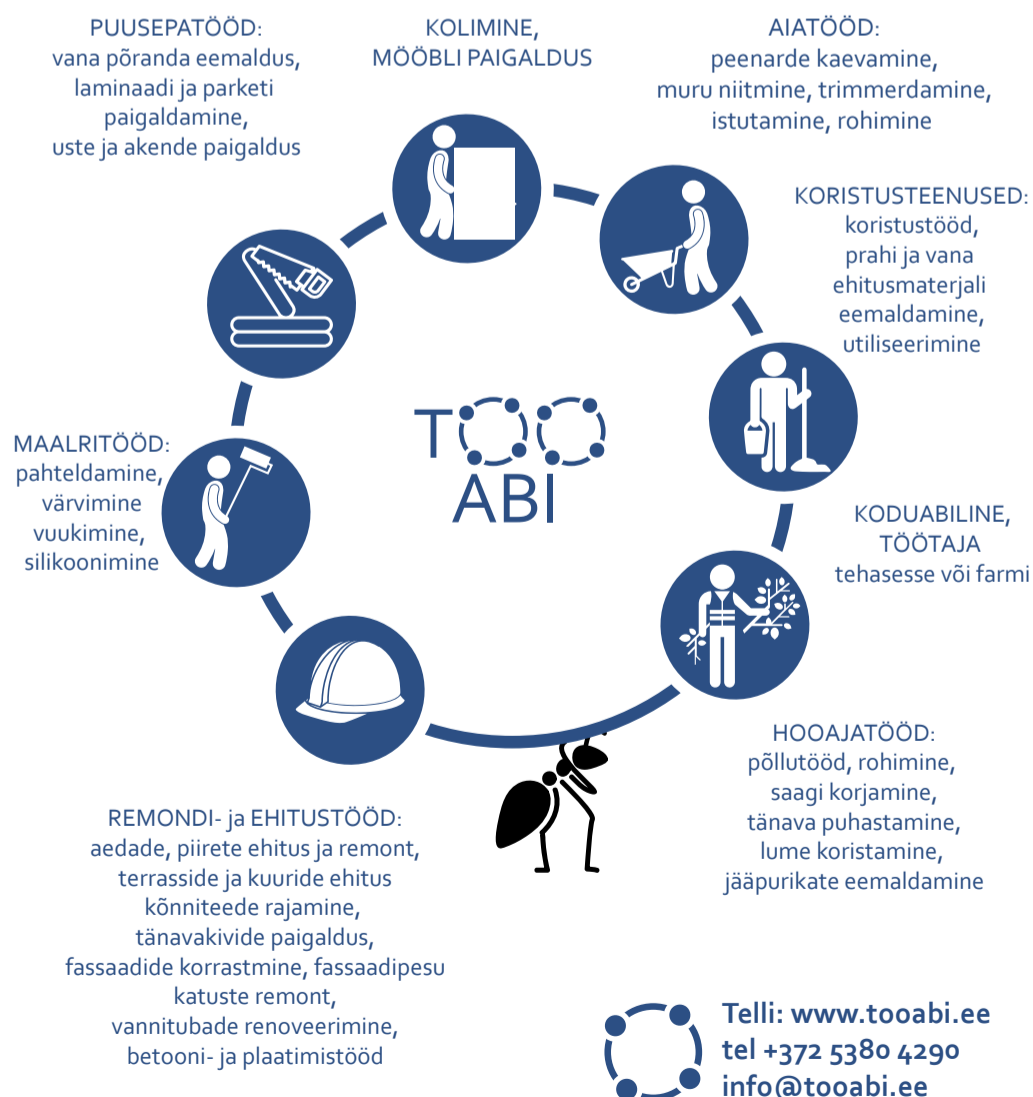 PUUSEPATÖÖD:
vana põranda eemaldus,
laminaadi ja parketi
paigaldamine,
uste ja akende paigaldus
KOLIMINE,
MÖÖBLI PAIGALDUS
AIATÖÖD:
peenarde kaevamine,
muru niitmine, trimmerdamine,
istutamine, rohimine
KORISTUSTEENUSED:
koristustööd,
prahi ja vana
ehitusmaterjali
eemaldamine,
utiliseerimine
MAALRITÖÖD:
pahteldamine,
värvimine
vuukimine,
silikoonimine
TOO
ABI
KODUABILINE,
TÖÖTAJA
tehasesse või farmi
HOOAJATÖÖD:
põllutööd, rohimine,
saagi korjamine,
tänava puhastamine,
lume koristamine,
jääpurikate eemaldamine
REMONDI- ja EHITUSTÖÖD:
aedade, piirete ehitus ja remont,
terrasside ja kuuride ehitus
kõnniteede rajamine,
tänavakivide paigaldus,
fassaadide korrastmine, fassaadipesu
katuste remont,
vannitubade renoveerimine,
betooni- ja plaatimistööd
Telli: www.tooabi.ee
tel +372 5380 4290
info@tooabi.ee